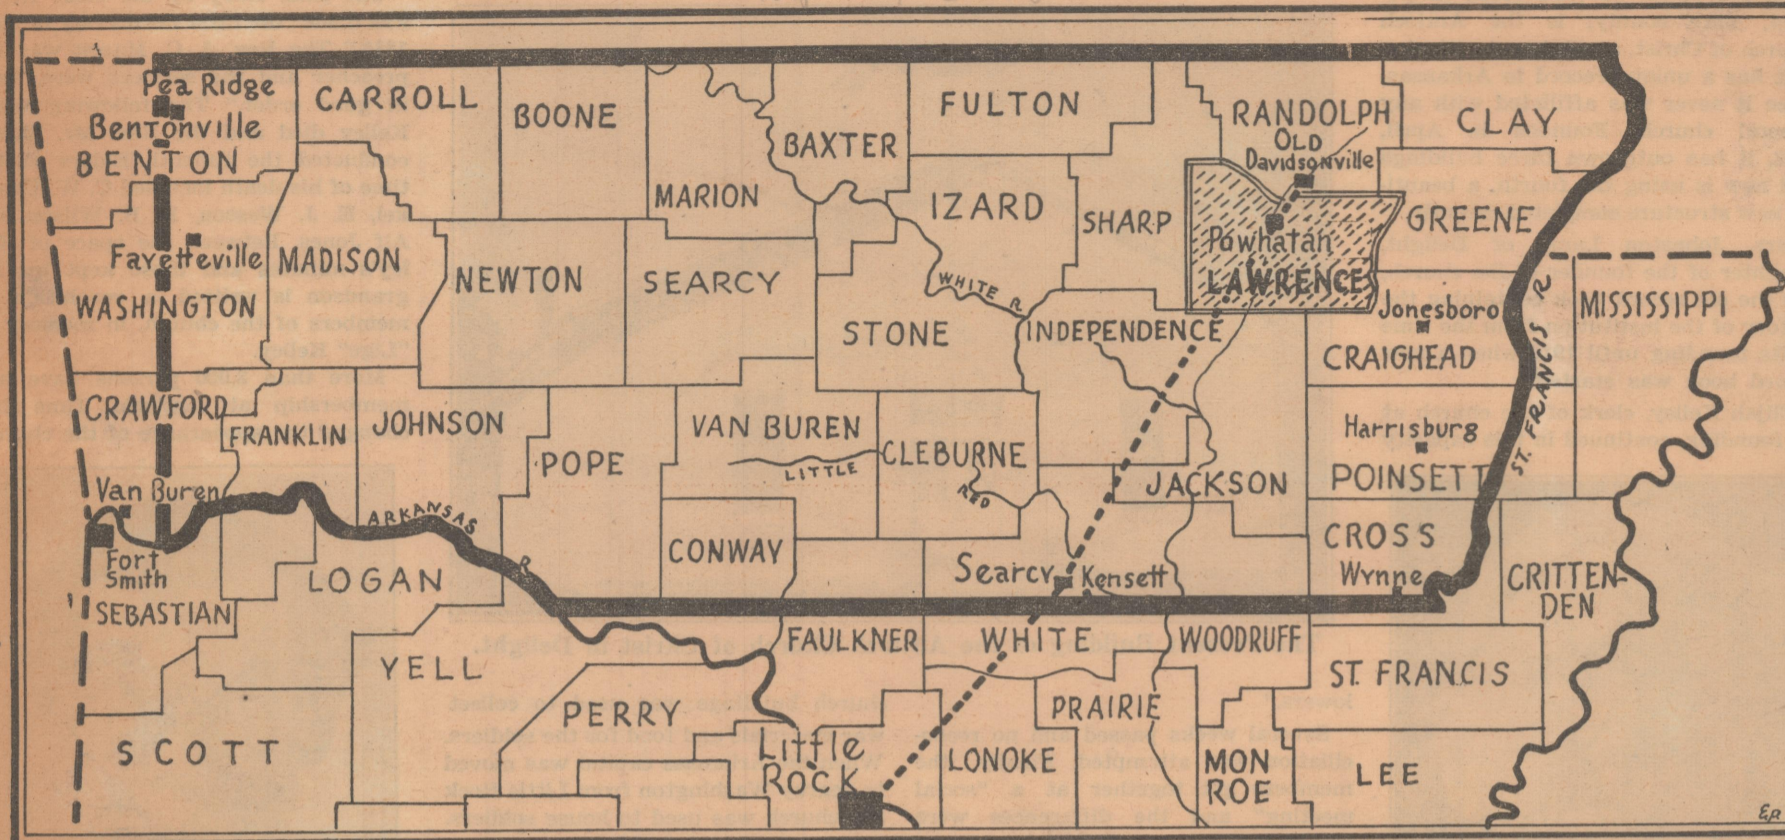 Pea Ridge
Bentonville
BENTON
CARROLL
BOONE
MARION
BAXTER
FULTON
RANDOLPH
OLD
Davidsonville
CLAY
IZARD
SHARP
Powhatan
LAWRENCE
GREENE
Fayetteville
WASHINGTON
MADISON
NEWTON
SEARCY
STONE
WHITE R.
INDEPENDENCE
Jonesboro
CRAIGHEAD
ST. FRANCIS R
MISSISSIPPI
CRAWFORD
FRANKLIN
JOHNSON
POPE
VAN BUREN
LITTLE
CLEBURNE
RED
JACKSON
Harrisburg
POINSETT
Van Buren
Fort
Smith
SEBASTIAN
ARKANSAS
R
LOGAN
CONWAY
Searcy
Kensett
CROSS
Wynne
CRITTEN-
DEN
YELL
FAULKNER
WHITE
WOODRUFF
ST. FRANCIS
SCOTT
PERRY
Little
Rock
LONOKE
PRAIRIE
MON
ROE
LEE